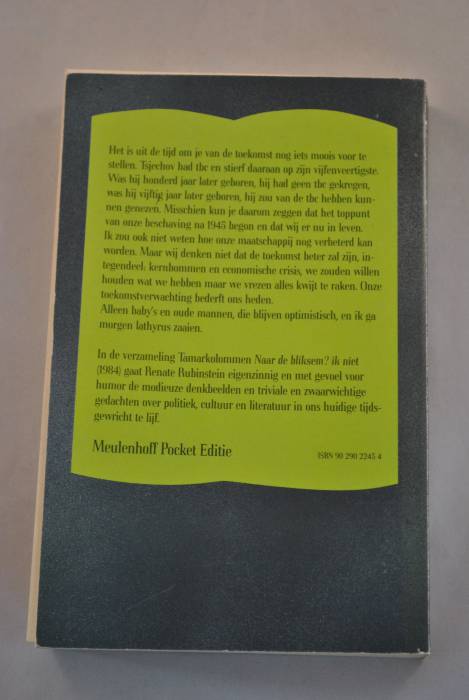 Het is uit de tijd om je van de toekomst nog iets moois voor te
stellen. Tsjechov had tbc en stierf daaraan op zijn vijfenveertigste.
Was hij honderd jaar later geboren, hij had geen tbc gekregen,
was hij vijftig jaar later geboren, hij zou van de tbc hebben kun-
nen genezen. Misschien kun je daarom zeggen dat het toppunt
van onze beschaving na 1945 begon en dat wij er nu in leven.
Ik zou ook niet weten hoe onze maatschappij nog verbeterd kan
worden. Maar wij denken niet dat de toekomst beter zal zijn, in-
tegendeel: kernbommen en economische crisis, we zouden willen
houden wat we hebben maar we vrezen alles kwijt te raken. Onze
toekomstverwachting bederft ons heden.
Alleen baby's en oude mannen, die blijven optimistisch, en ik ga
morgen lathyrus zaaien.
In de verzameling Tamarkolommen Naar de bliksem? ik niet
(1984) gaat Renate Rubinstein eigenzinnig en met gevoel voor
humor de modieuze denkbeelden en triviale en zwaarwichtige
gedachten over politiek, cultuur en literatuur in ons huidige tijds-
gewricht te lijf.
Meulenhoff Pocket Editie
ISBN 90 290 2245 4